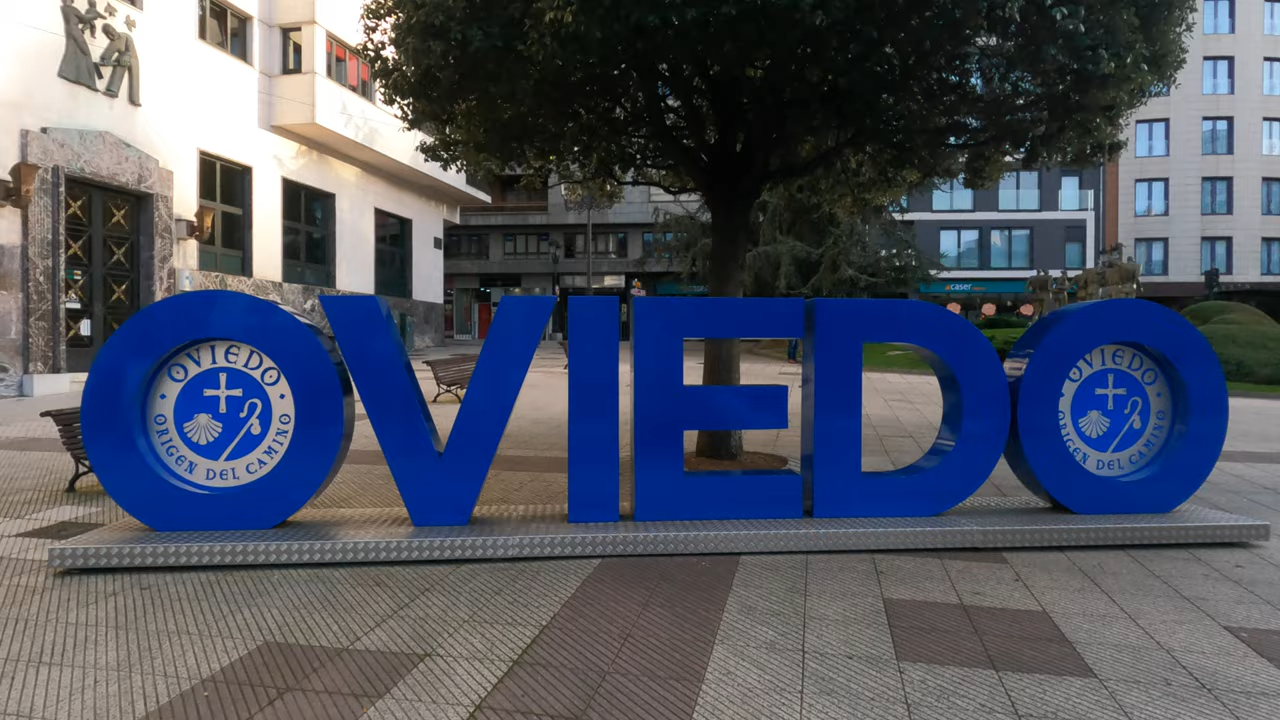 OVIEDO
OVIEDO
ORIGEN DEL CAMINO
OVIEDO
ORIGEN DEL CAMINO
caser